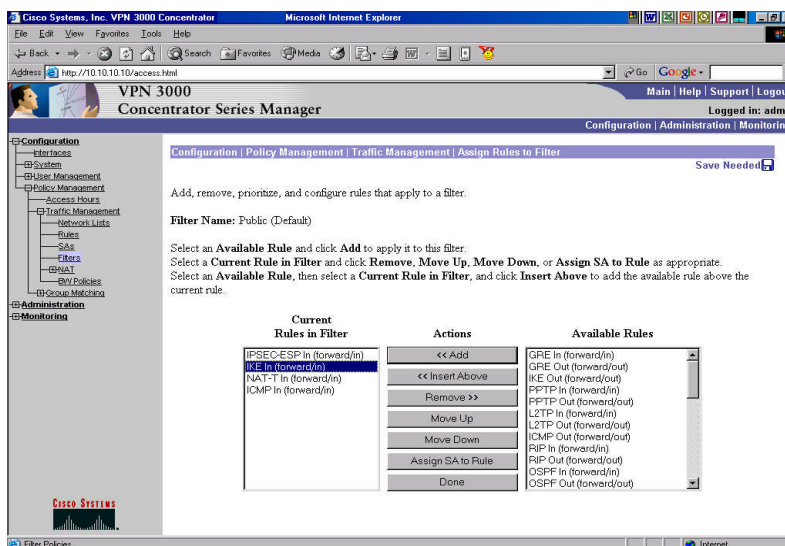 Cisco Systems, Inc. VPN 3000 Concentrator Microsoft Internet Explorer
File Edit View Favorites Tools Help
Back Search Favorites Media
Address http://10.10.10.10/access.html Go Google
VPN 3000
Concentrator Series Manager
Main | Help | Support | Logou
Logged in: adm
Configuration | Administration | Monitorin
Configuration
Interfaces
System
User Management
Policy Management
Access Hours
Traffic Management
Network Lists
Rules
SAs
Filters
NAT
BW Policies
Group Matching
Administration
Monitoring
CISCO SYSTEMS
Configuration | Policy Management | Traffic Management | Assign Rules to Filter
Save Needed
Add, remove, prioritize, and configure rules that apply to a filter.
Filter Name: Public (Default)
Select an Available Rule and click Add to apply it to this filter.
Select a Current Rule in Filter and click Remove, Move Up, Move Down, or Assign SA to Rule as appropriate.
Select an Available Rule, then select a Current Rule in Filter, and click Insert Above to add the available rule above the
current rule.
Current
Rules in Filter
IPSEC-ESP In (forward/in)
IKE In (forward/in)
NAT-T In (forward/in)
ICMP In (forward/in)
Actions
<< Add
<< Insert Above
Remove >>
Move Up
Move Down
Assign SA to Rule
Done
Available Rules
GRE In (forward/in)
GRE Out (forward/out)
IKE Out (forward/out)
PPTP In (forward/in)
PPTP Out (forward/out)
L2TP In (forward/in)
L2TP Out (forward/out)
ICMP Out (forward/out)
RIP In (forward/in)
RIP Out (forward/out)
OSPF In (forward/in)
OSPF Out (forward/out)
Filter Policies
Internet